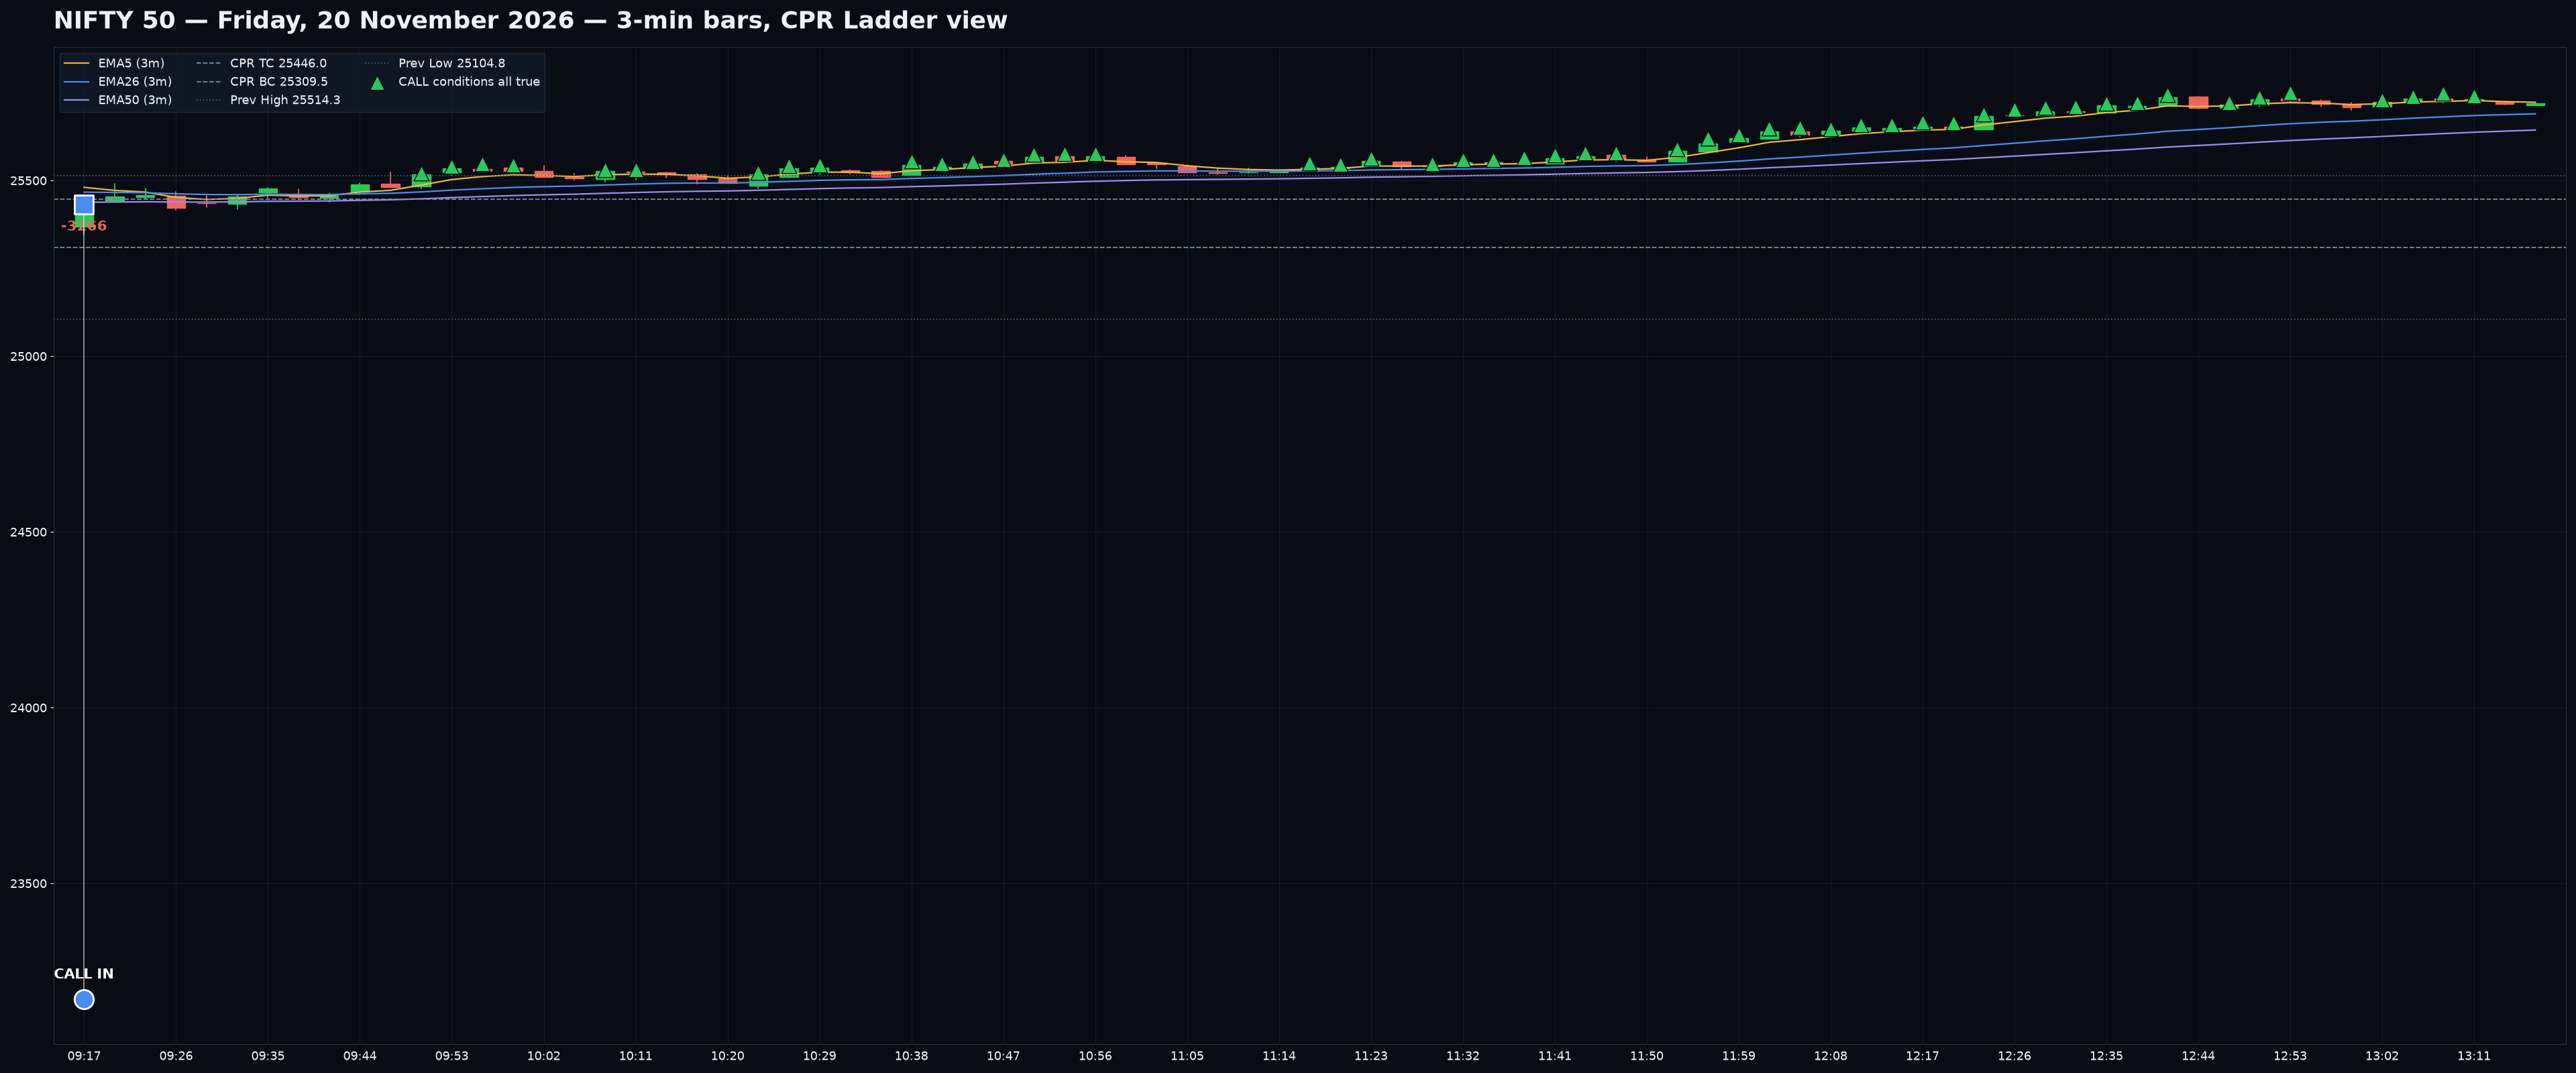 NIFTY 50 — Friday, 20 November 2026 — 3-min bars, CPR Ladder view
EMA5 (3m)
EMA26 (3m)
EMA50 (3m)
CPR TC 25446.0
CPR BC 25309.5
Prev High 25514.3
Prev Low 25104.8
CALL conditions all true
25500
25000
24500
24000
23500
-3266
CALL IN
09:17 09:26 09:35 09:44 09:53 10:02 10:11 10:20 10:29 10:38 10:47 10:56 11:05 11:14 11:23 11:32 11:41 11:50 11:59 12:08 12:17 12:26 12:35 12:44 12:53 13:02 13:11